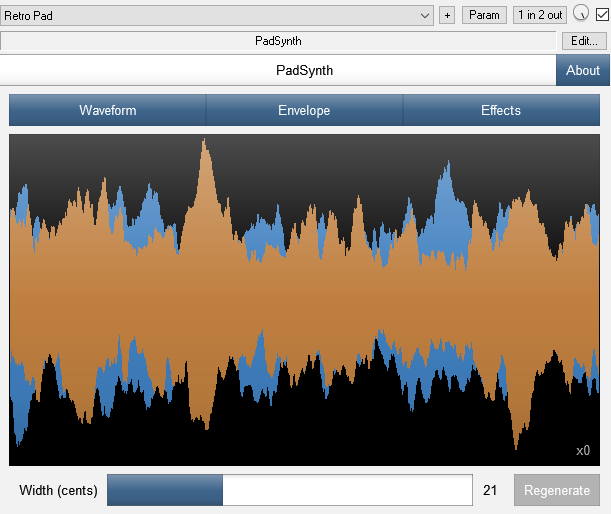 Retro Pad + Param 1 in 2 out
PadSynth Edit...
PadSynth About
Waveform Envelope Effects
x0
Width (cents) 21 Regenerate